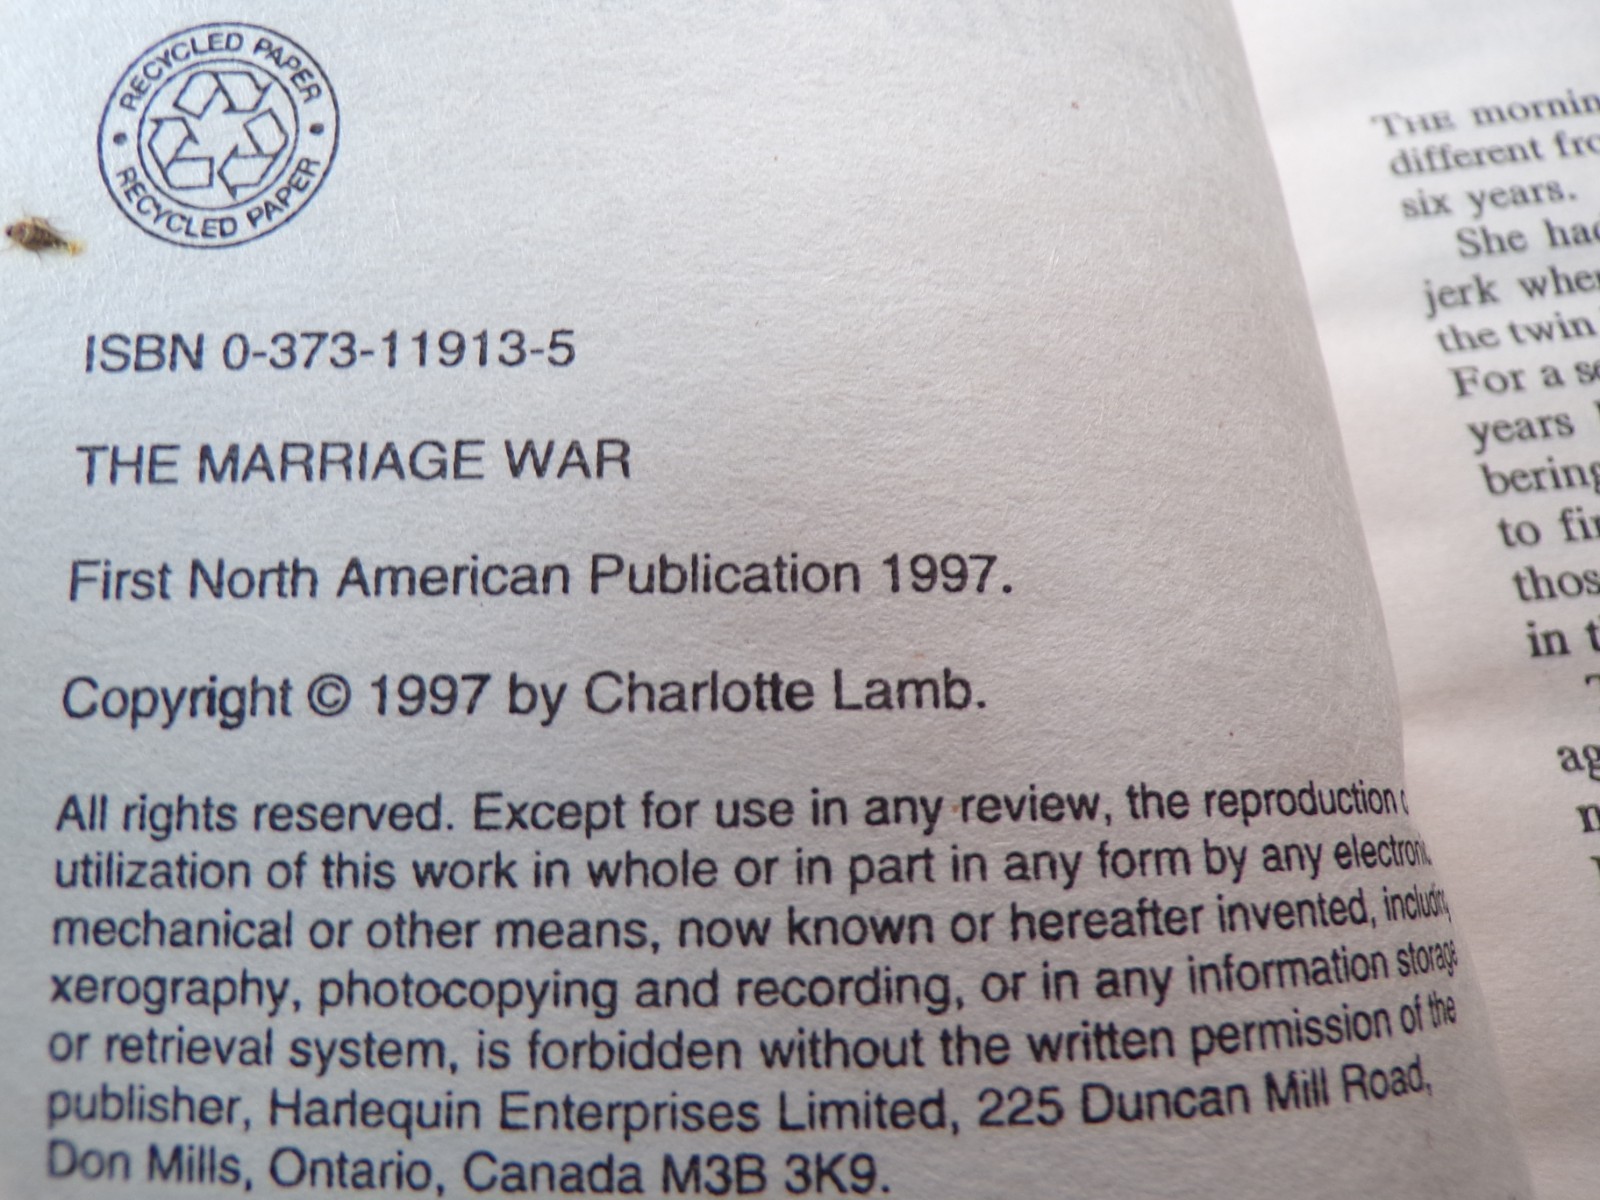 RECYCLED PAPER
RECYCLED PAPER
ISBN 0-373-11913-5
THE MARRIAGE WAR
First North American Publication 1997.
Copyright © 1997 by Charlotte Lamb.
All rights reserved. Except for use in any review, the reproduction
utilization of this work in whole or in part in any form by any
mechanical or other means, now known or hereafter invented, including
xerography, photocopying and recording, or in any information storage
or retrieval system, is forbidden without the written permission of the
publisher, Harlequin Enterprises Limited, 225 Duncan Mill Road,
Don Mills, Ontario, Canada M3B 3K9.
THE
different
six years.
She
jerk
the twin
For a
years
to
in